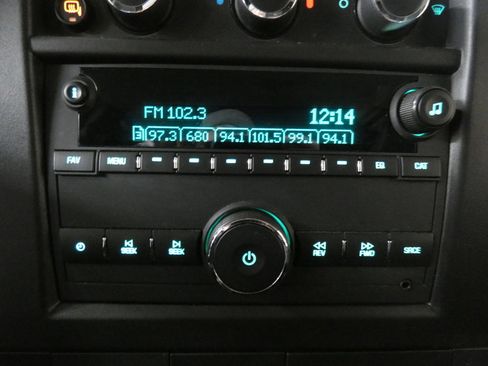 FM 102.3 12:14
3 97.3 680 94.1 101.5 99.1 94.1
FAV MENU EQ CAT
SEEK SEEK REV FWD SRCE